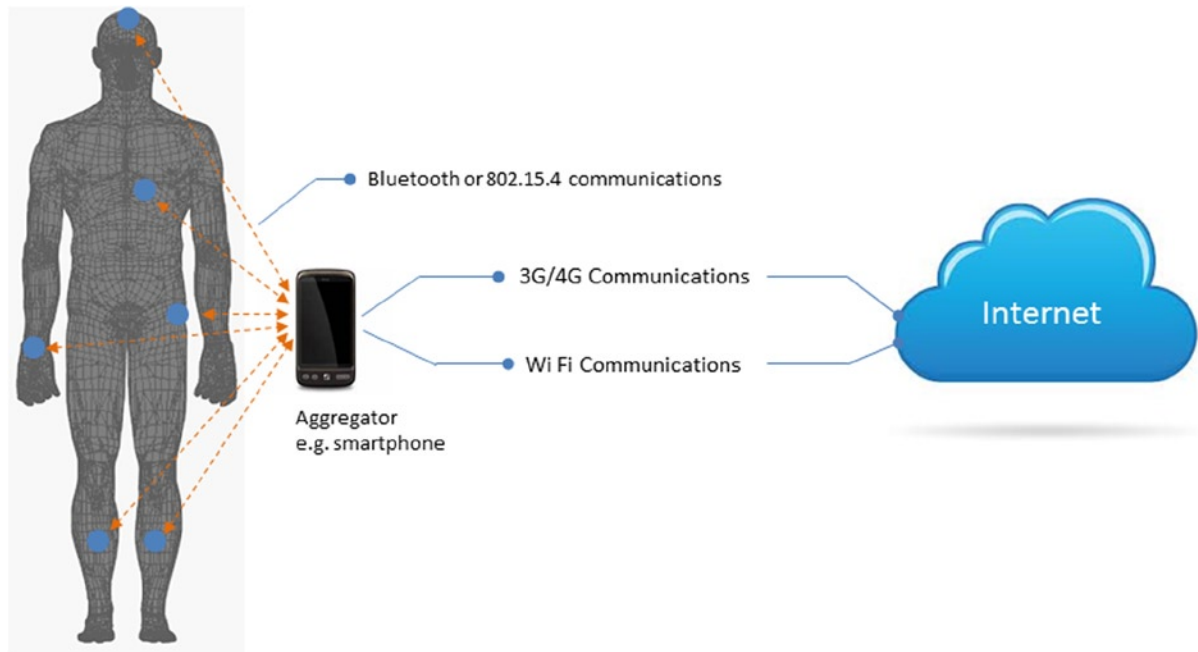 Bluetooth or 802.15.4 communications
3G/4G Communications
Internet
Wi Fi Communications
Aggregator
e.g. smartphone